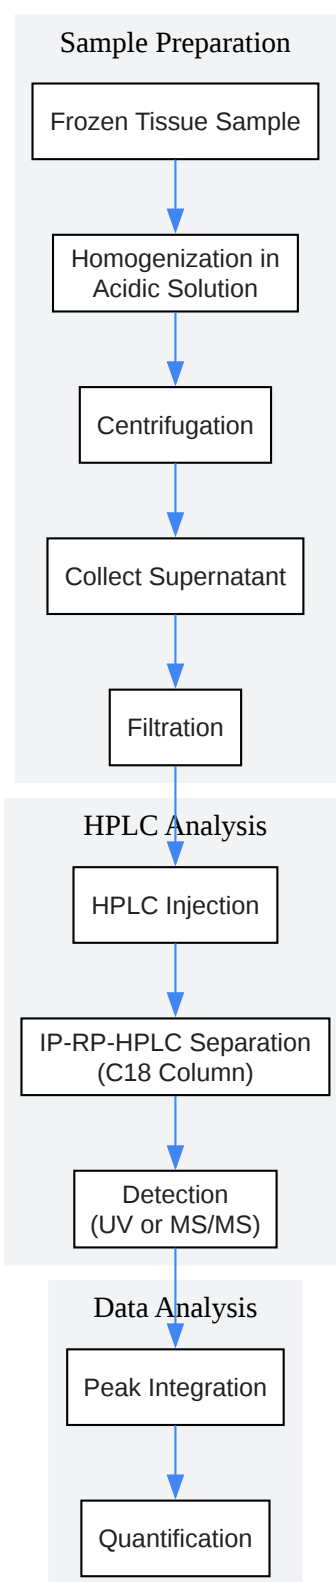 Sample Preparation
Frozen Tissue Sample
Homogenization in
Acidic Solution
Centrifugation
Collect Supernatant
Filtration
HPLC Analysis
HPLC Injection
IP-RP-HPLC Separation
(C18 Column)
Detection
(UV or MS/MS)
Data Analysis
Peak Integration
Quantification